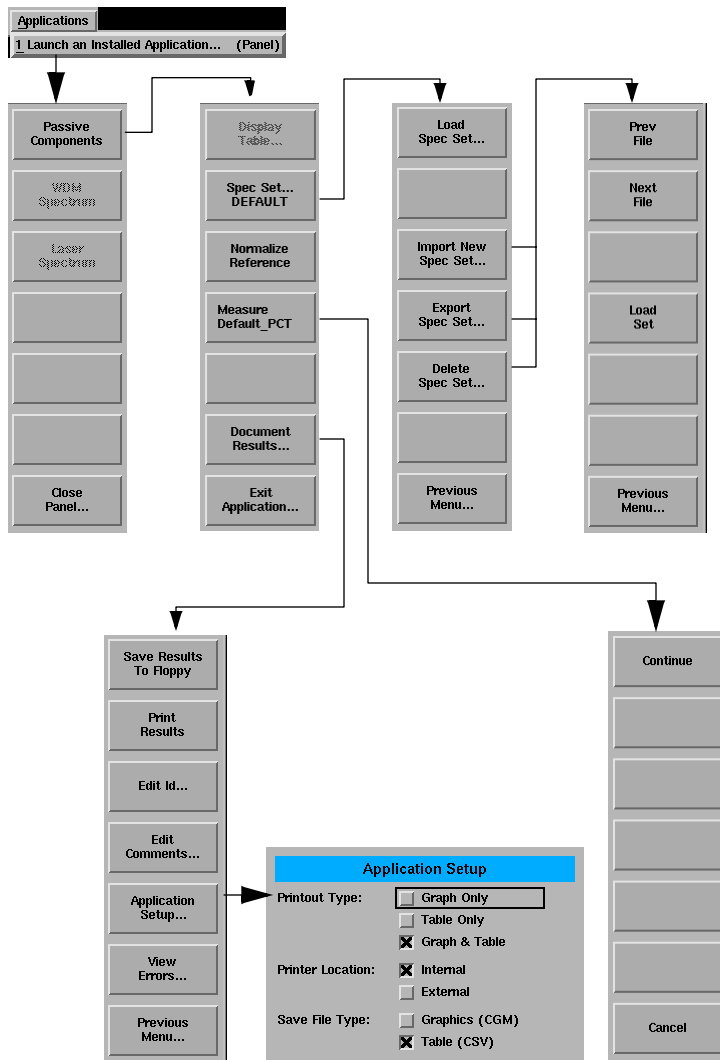 Applications
1 Launch an Installed Application... (Panel)
Passive
Components
WDM
Spectrum
Laser
Spectrum
Close
Panel...
Display
Table...
Spec Set...
DEFAULT
Normalize
Reference
Measure
Default_PCT
Document
Results...
Exit
Application...
Load
Spec Set...
Import New
Spec Set...
Export
Spec Set...
Delete
Spec Set...
Previous
Menu...
Prev
File
Next
File
Load
Set
Previous
Menu...
Save Results
To Floppy
Print
Results
Edit Id...
Edit
Comments...
Application
Setup...
View
Errors...
Previous
Menu...
Application Setup
Printout Type:
Graph Only
Table Only
Graph & Table
Printer Location:
Internal
External
Save File Type:
Graphics (CGM)
Table (CSV)
Continue
Cancel